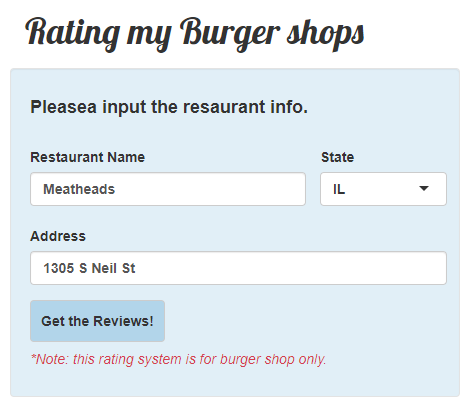 Rating my Burger shops
Pleasea input the resaurant info.
Restaurant Name
State
Meatheads
IL
Address
1305 S Neil St
Get the Reviews!
*Note: this rating system is for burger shop only.